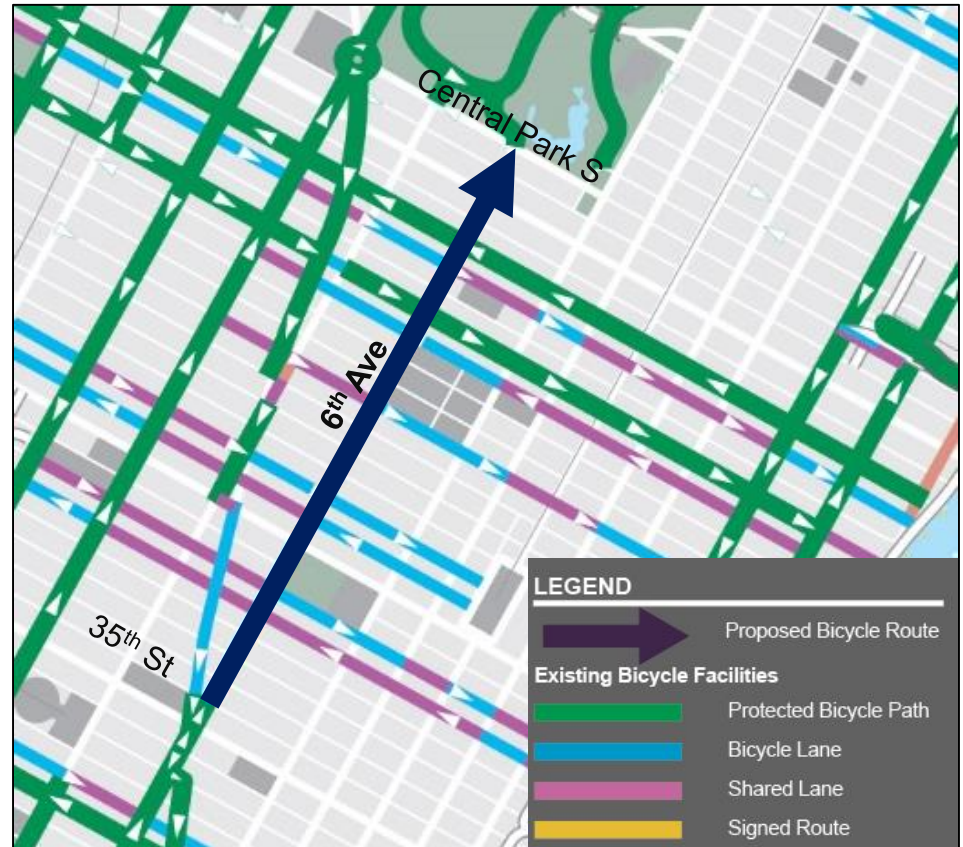 Central Park S
6th Ave
35th St
LEGEND
Proposed Bicycle Route
Existing Bicycle Facilities
Protected Bicycle Path
Bicycle Lane
Shared Lane
Signed Route